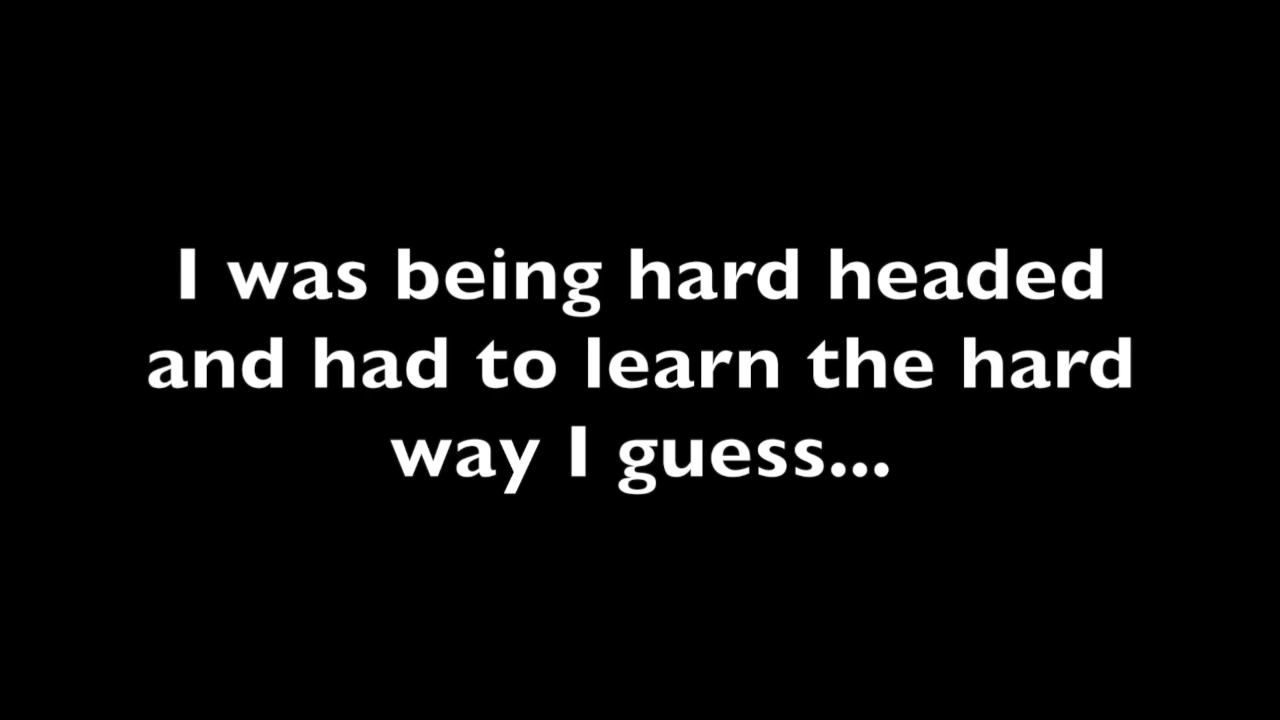 I was being hard headed
and had to learn the hard
way I guess...